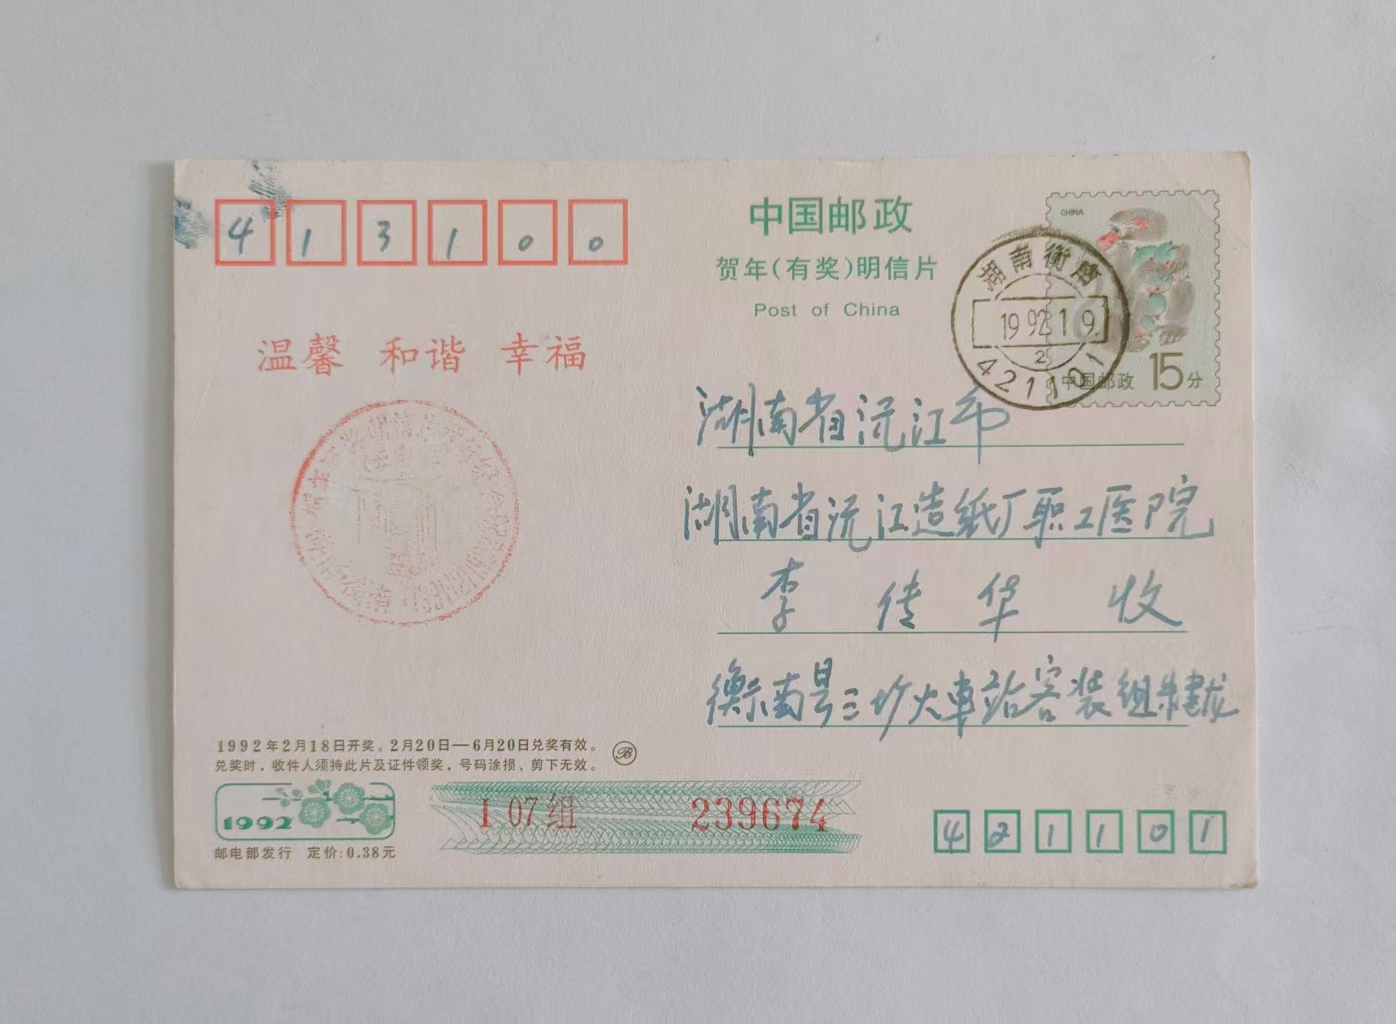 413100
中国邮政
贺年(有奖)明信片
Post of China
CHINA
中国邮政 15分
湖南衡南
1992.1.9.
2
421101
温馨 和谐 幸福
湖南省沅江市
湖南省沅江造纸厂职工医院
李传华 收
衡南县三圹火车站客装组朱建龙
1992年2月18日开奖。2月20日—6月20日兑奖有效。
兑奖时，收件人须持此片及证件领奖，号码涂损、剪下无效。
B
1992
I 07组 239674
邮电部发行 定价:0.38元
421101